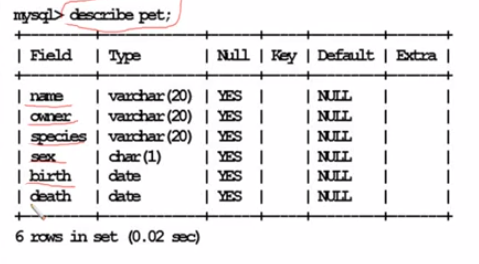 mysql> describe pet;
+---------+-------------+------+-----+---------+-------+
| Field | Type | Null | Key | Default | Extra |
+---------+-------------+------+-----+---------+-------+
| name | varchar(20) | YES | | NULL | |
| owner | varchar(20) | YES | | NULL | |
| species | varchar(20) | YES | | NULL | |
| sex | char(1) | YES | | NULL | |
| birth | date | YES | | NULL | |
| death | date | YES | | NULL | |
+---------+-------------+------+-----+---------+-------+
6 rows in set (0.02 sec)